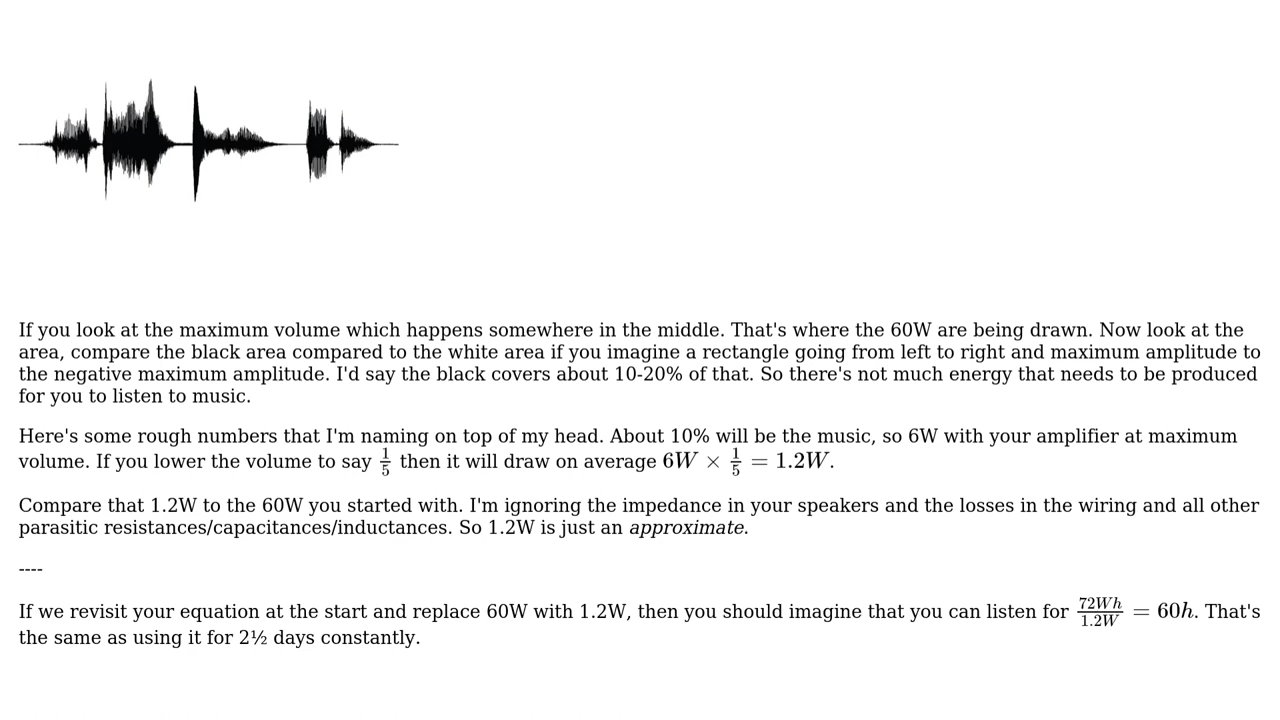 If you look at the maximum volume which happens somewhere in the middle. That's where the 60W are being drawn. Now look at the
area, compare the black area compared to the white area if you imagine a rectangle going from left to right and maximum amplitude to
the negative maximum amplitude. I'd say the black covers about 10-20% of that. So there's not much energy that needs to be produced
for you to listen to music.
Here's some rough numbers that I'm naming on top of my head. About 10% will be the music, so 6W with your amplifier at maximum
volume. If you lower the volume to say 1/5 then it will draw on average 6W × 1/5 = 1.2W.
Compare that 1.2W to the 60W you started with. I'm ignoring the impedance in your speakers and the losses in the wiring and all other
parasitic resistances/capacitances/inductances. So 1.2W is just an approximate.
----
If we revisit your equation at the start and replace 60W with 1.2W, then you should imagine that you can listen for 72Wh/1.2W = 60h. That's
the same as using it for 2½ days constantly.